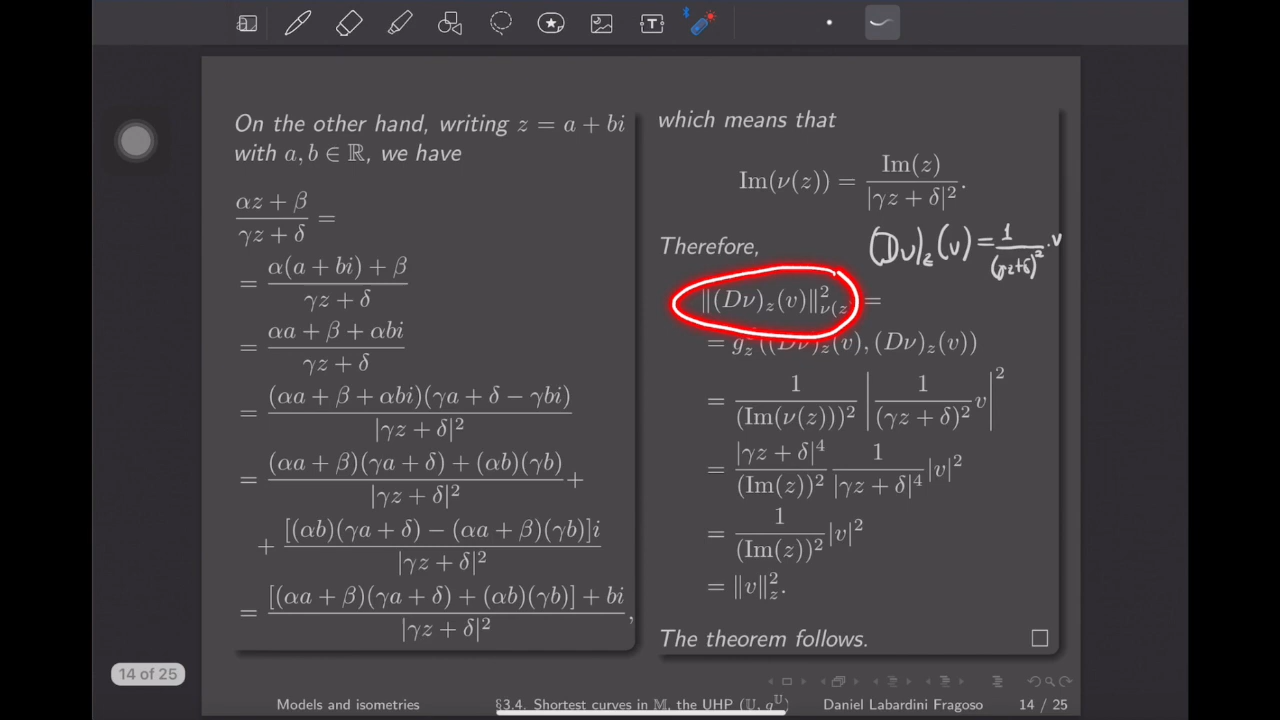 On the other hand, writing z = a + bi
with a, b ∈ ℝ, we have
(αz + β)/(γz + δ) =
= (α(a + bi) + β)/(γz + δ)
= (αa + β + αbi)/(γz + δ)
= ((αa + β + αbi)(γa + δ − γbi))/|γz + δ|²
= ((αa + β)(γa + δ) + (αb)(γb))/|γz + δ|² +
+ ([(αb)(γa + δ) − (αa + β)(γb)]i)/|γz + δ|²
= ([(αa + β)(γa + δ) + (αb)(γb)] + bi)/|γz + δ|²,
which means that
Im(ν(z)) = Im(z)/|γz + δ|².
Therefore,
(Dν)_z(v) = 1/(γz+δ)² · v
‖(Dν)_z(v)‖²_ν(z) =
((Dν)_z(v), (Dν)_z(v))
= 1/(Im(ν(z)))² |1/(γz + δ)² v|²
= |γz + δ|⁴/(Im(z))² 1/|γz + δ|⁴ |v|²
= 1/(Im(z))² |v|²
= ‖v‖²_z.
The theorem follows. □
14 of 25
Models and isometries §3.4. Shortest curves in 𝕄, the UHP (𝕌, g^𝕌) Daniel Labardini Fragoso 14 / 25